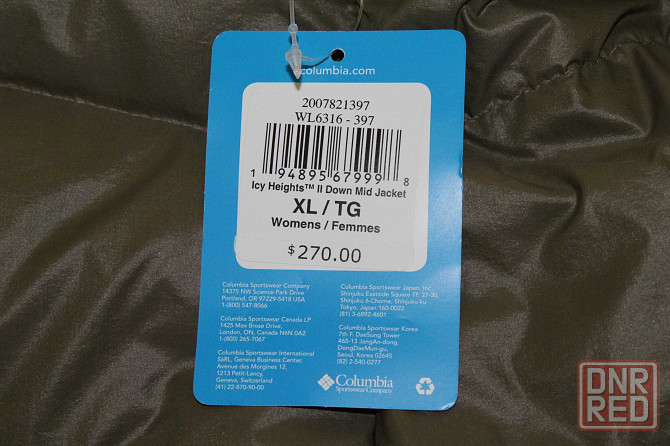 columbia.com
2007821397
WL6316 - 397
1 94895 67999 8
Icy Heights™ II Down Mid Jacket
XL / TG
Womens / Femmes
$270.00
Columbia Sportswear Company
14375 NW Science Park Drive
Portland, OR 97229-5418 USA
1-(800) 547-8066
Columbia Sportswear Canada LP
1425 Max Brose Drive,
London, ON, Canada N6N 0A2
1-(800) 265-7067
Columbia Sportswear International
SáRL, Geneva Business Center
Avenue des Morgines 12,
1213 Petit-Lancy,
Geneva, Switzerland
(41) 22-870-90-00
Columbia Sportswear Japan, Inc.
Shinjuku Eastside Square 7F, 27-30,
Shinjuku 6-Chome, Shinjuku-ku
Tokyo, Japan 160-0022
(81) 3-6892-4601
Columbia Sportswear Korea
7th F. DaeSung Tower
465-13 JangAn-dong,
DongDaeMun-gu,
Seoul, Korea 02645
(82) 2-540-0277
Columbia
Sportswear Company
DNR
RED